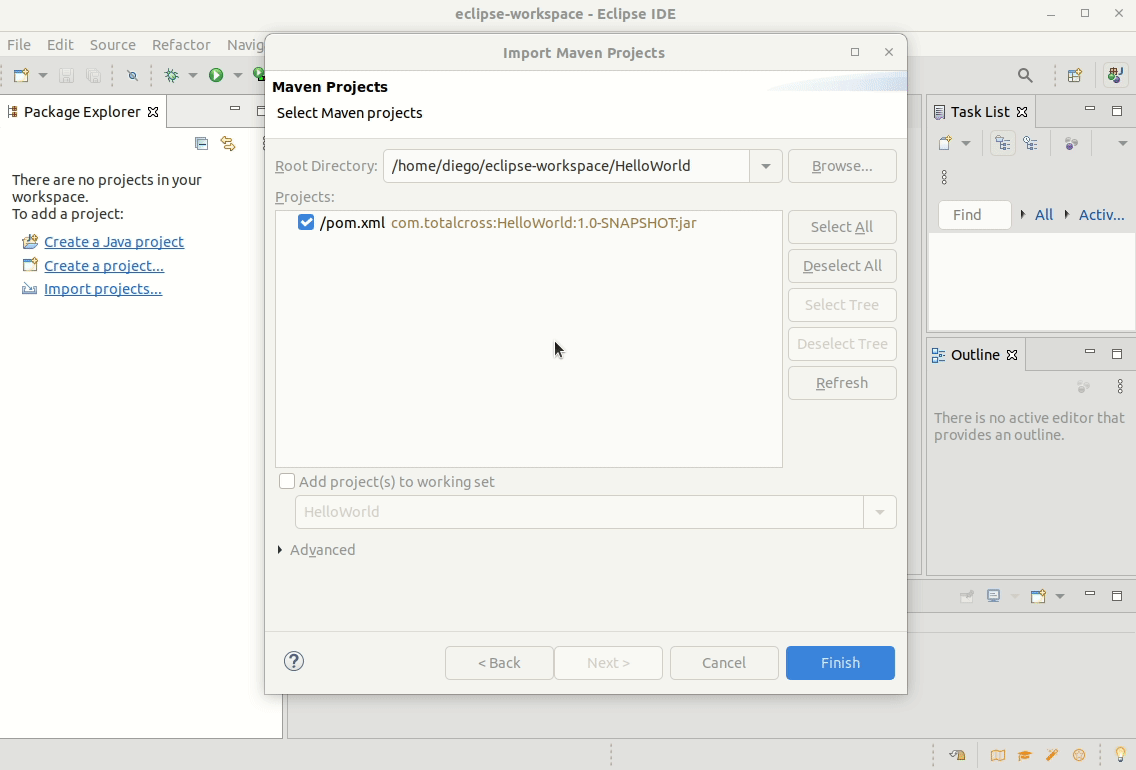 eclipse-workspace - Eclipse IDE
File Edit Source Refactor Navig
Import Maven Projects
Maven Projects
Select Maven projects
Package Explorer
There are no projects in your
workspace.
To add a project:
Create a Java project
Create a project...
Import projects...
Root Directory: /home/diego/eclipse-workspace/HelloWorld Browse...
Projects:
/pom.xml com.totalcross:HelloWorld:1.0-SNAPSHOT:jar
Select All
Deselect All
Select Tree
Deselect Tree
Refresh
Add project(s) to working set
HelloWorld
Advanced
< Back Next > Cancel Finish
Task List
Find All Activ...
Outline
There is no active editor that
provides an outline.